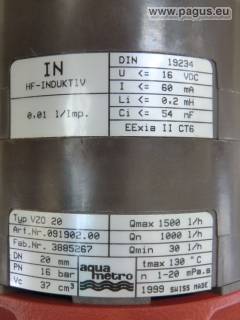 www.pagus.eu
IN
HF-INDUKTIV
0.01 l/Imp.
DIN 19234
U <= 16 VDC
I <= 60 mA
Li <= 0.2 mH
Ci <= 54 nF
EExia II CT6
Typ VZO 20
Art.Nr.091902.00
Fab.Nr. 3885267
DN 20 mm
PN 16 bar
Vc 37 cm³
aqua
metro
Qmax 1500 l/h
Qn 1000 l/h
Qmin 30 l/h
tmax 130 °C
n 1-20 mPa.s
1999 SWISS MADE